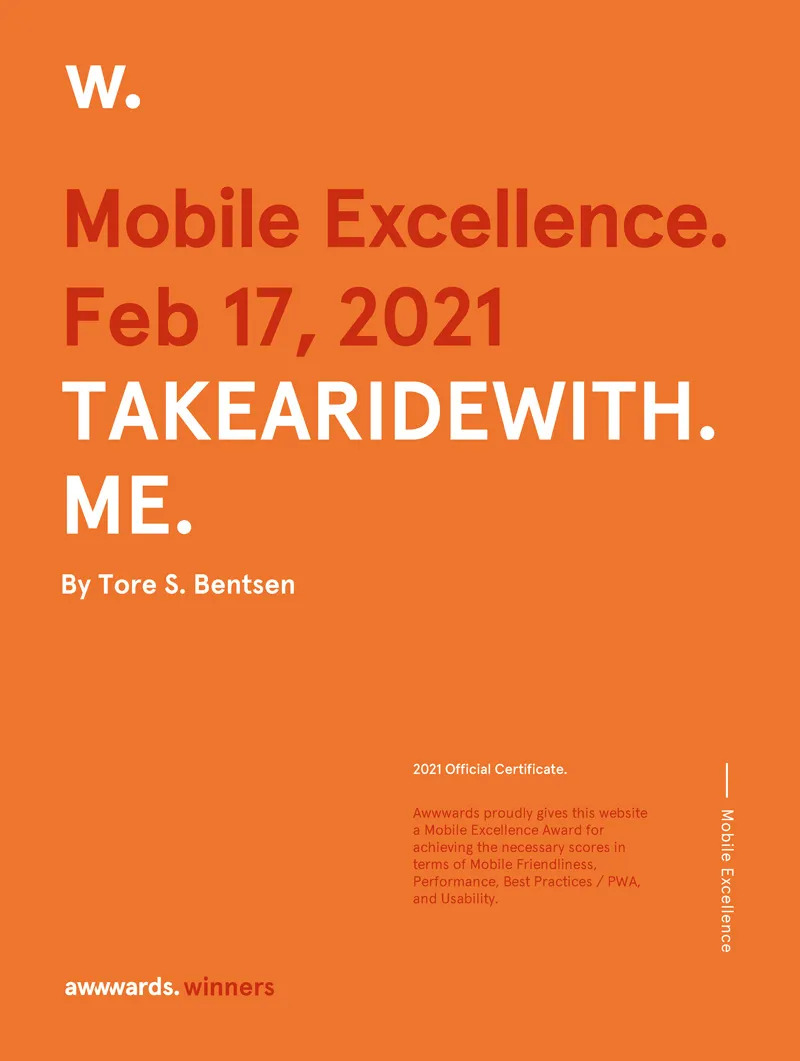 w.
Mobile Excellence.
Feb 17, 2021
TAKEARIDEWITH.
ME.
By Tore S. Bentsen
2021 Official Certificate.
Awwwards proudly gives this website
a Mobile Excellence Award for
achieving the necessary scores in
terms of Mobile Friendliness,
Performance, Best Practices / PWA,
and Usability.
Mobile Excellence
awwwards.winners